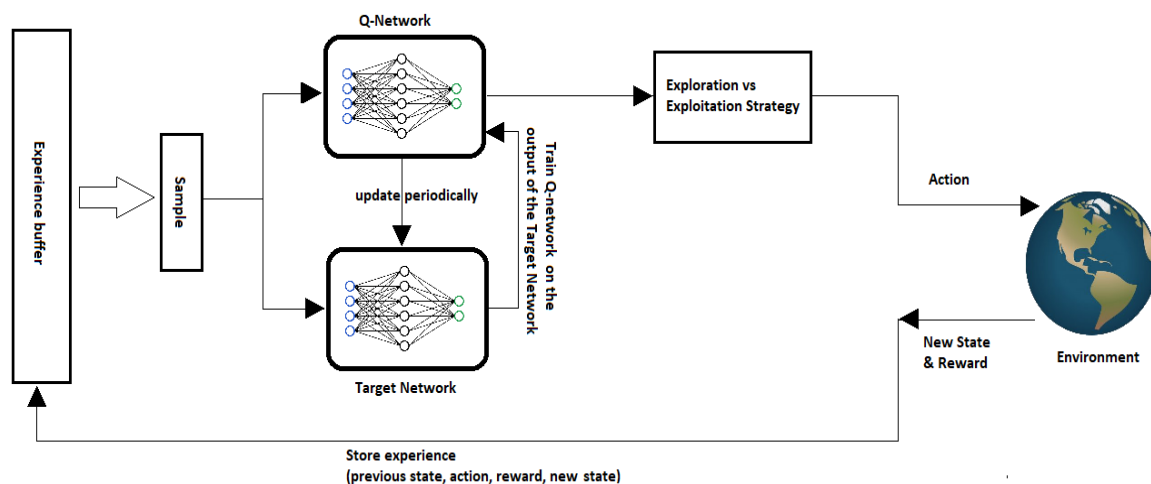 Q-Network
Experience buffer
Sample
Exploration vs
Exploitation Strategy
update periodically
Train Q-network on the
output of the Target Network
Action
Target Network
New State
& Reward
Environment
Store experience
(previous state, action, reward, new state)